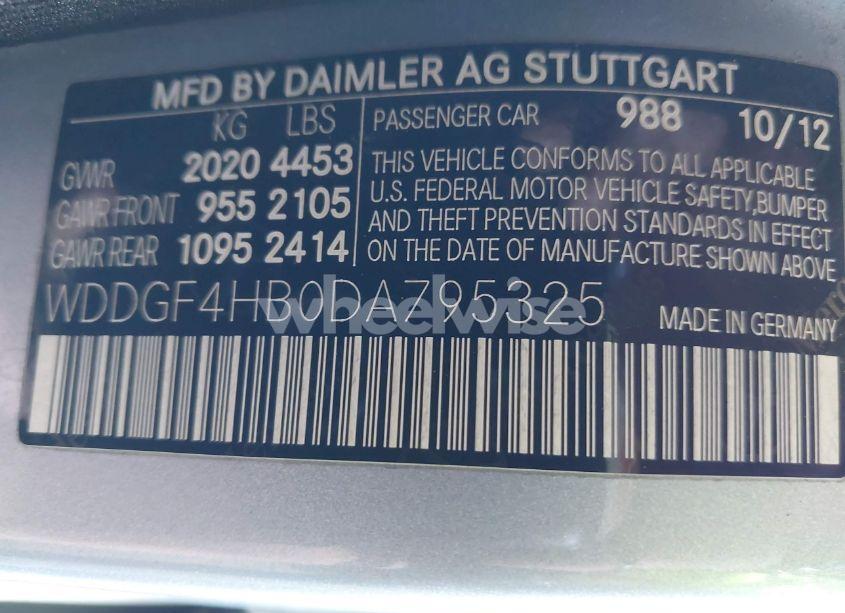 MFD BY DAIMLER AG STUTTGART
KG LBS
GVWR 2020 4453
GAWR FRONT 955 2105
GAWR REAR 1095 2414
PASSENGER CAR 988 10/12
THIS VEHICLE CONFORMS TO ALL APPLICABLE
U.S. FEDERAL MOTOR VEHICLE SAFETY,BUMPER
AND THEFT PREVENTION STANDARDS IN EFFECT
ON THE DATE OF MANUFACTURE SHOWN ABOVE
WDDGF4HB0DA795325
wheelwise
MADE IN GERMANY